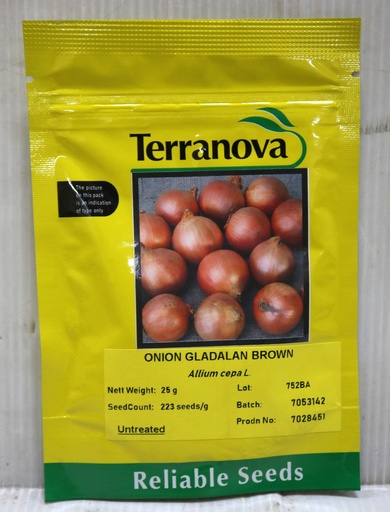 Terranova
The picture
on this pack
is an indication
of type only
ONION GLADALAN BROWN
Allium cepa L.
Nett Weight: 25 g
SeedCount: 223 seeds/g
Untreated
Lot: 752BA
Batch: 7053142
Prodn No: 7028451
Reliable Seeds